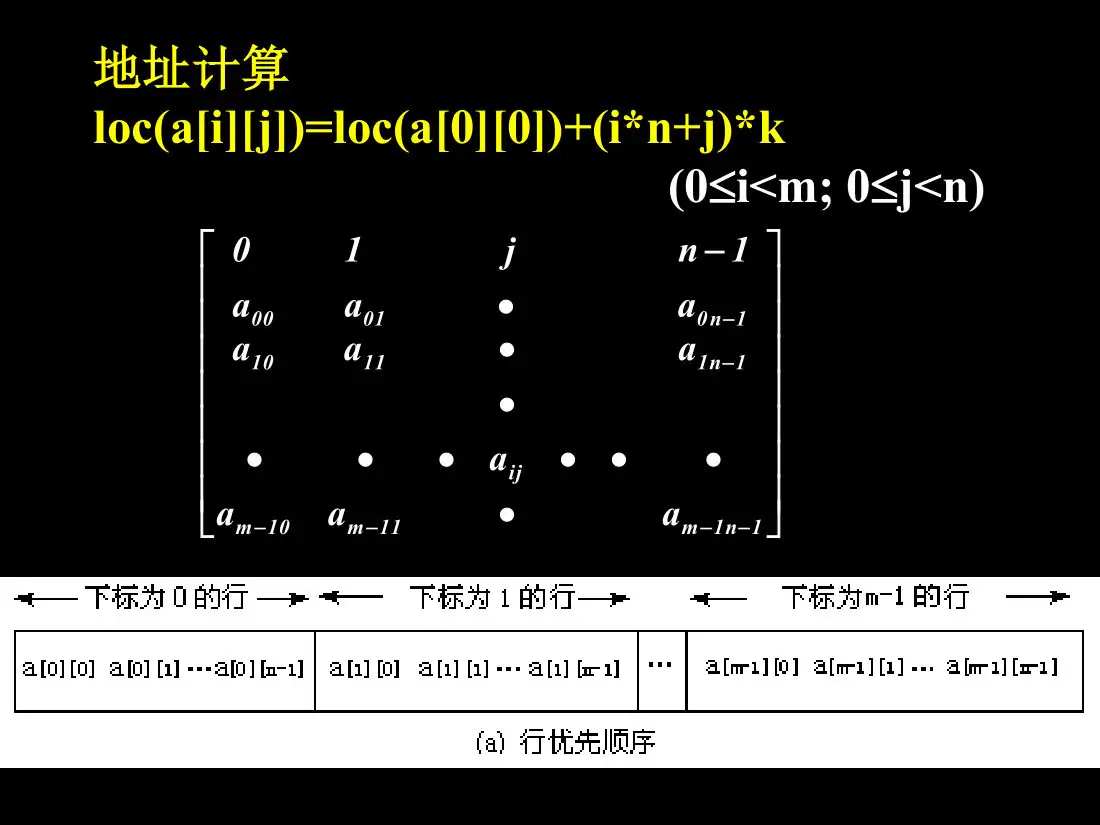 地址计算
loc(a[i][j])=loc(a[0][0])+(i*n+j)*k
(0≤i<m; 0≤j<n)
0 1 j n−1
a00 a01 • a0n−1
a10 a11 • a1n−1
•
• • • aij • • •
am−10 am−11 • am−1n−1
下标为 0 的行 下标为 1 的行 下标为m-1 的行
a[0][0] a[0][1]…a[0][n-1] a[1][0] a[1][1]… a[1][n-1] … a[m-1][0] a[m-1][1]… a[m-1][n-1]
(a) 行优先顺序